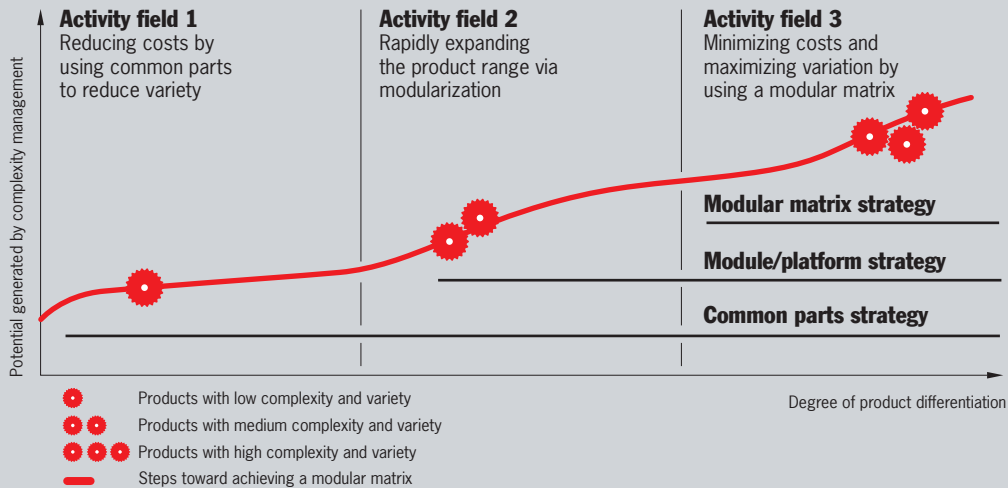 Activity field 1
Reducing costs by
using common parts
to reduce variety
Activity field 2
Rapidly expanding
the product range via
modularization
Activity field 3
Minimizing costs and
maximizing variation by
using a modular matrix
Potential generated by complexity management
Modular matrix strategy
Module/platform strategy
Common parts strategy
Degree of product differentiation
Products with low complexity and variety
Products with medium complexity and variety
Products with high complexity and variety
Steps toward achieving a modular matrix